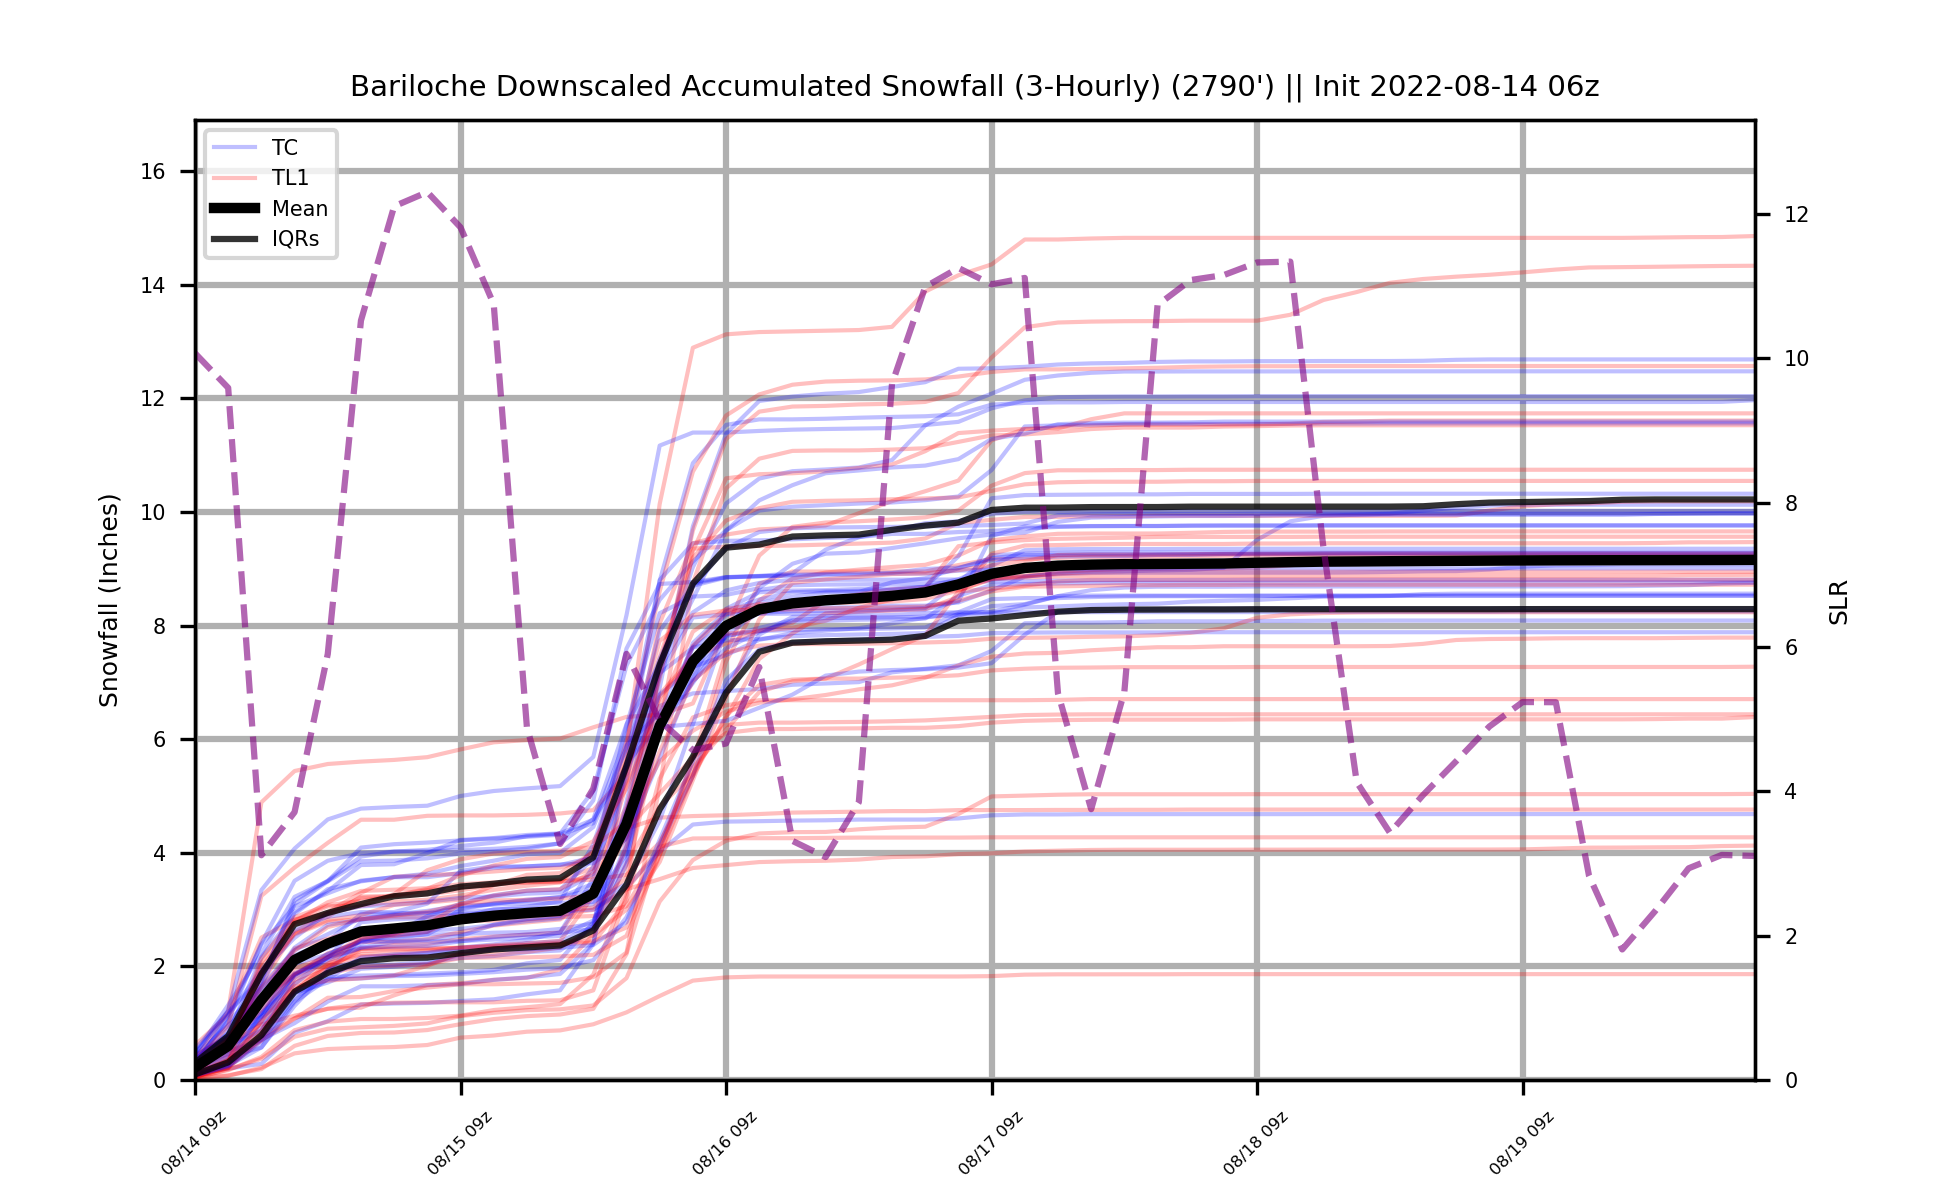 Bariloche Downscaled Accumulated Snowfall (3-Hourly) (2790') || Init 2022-08-14 06z
TC
TL1
Mean
IQRs
16
14
12
10
8
6
4
2
0
Snowfall (Inches)
12
10
8
6
4
2
0
SLR
08/14 09z
08/15 09z
08/16 09z
08/17 09z
08/18 09z
08/19 09z